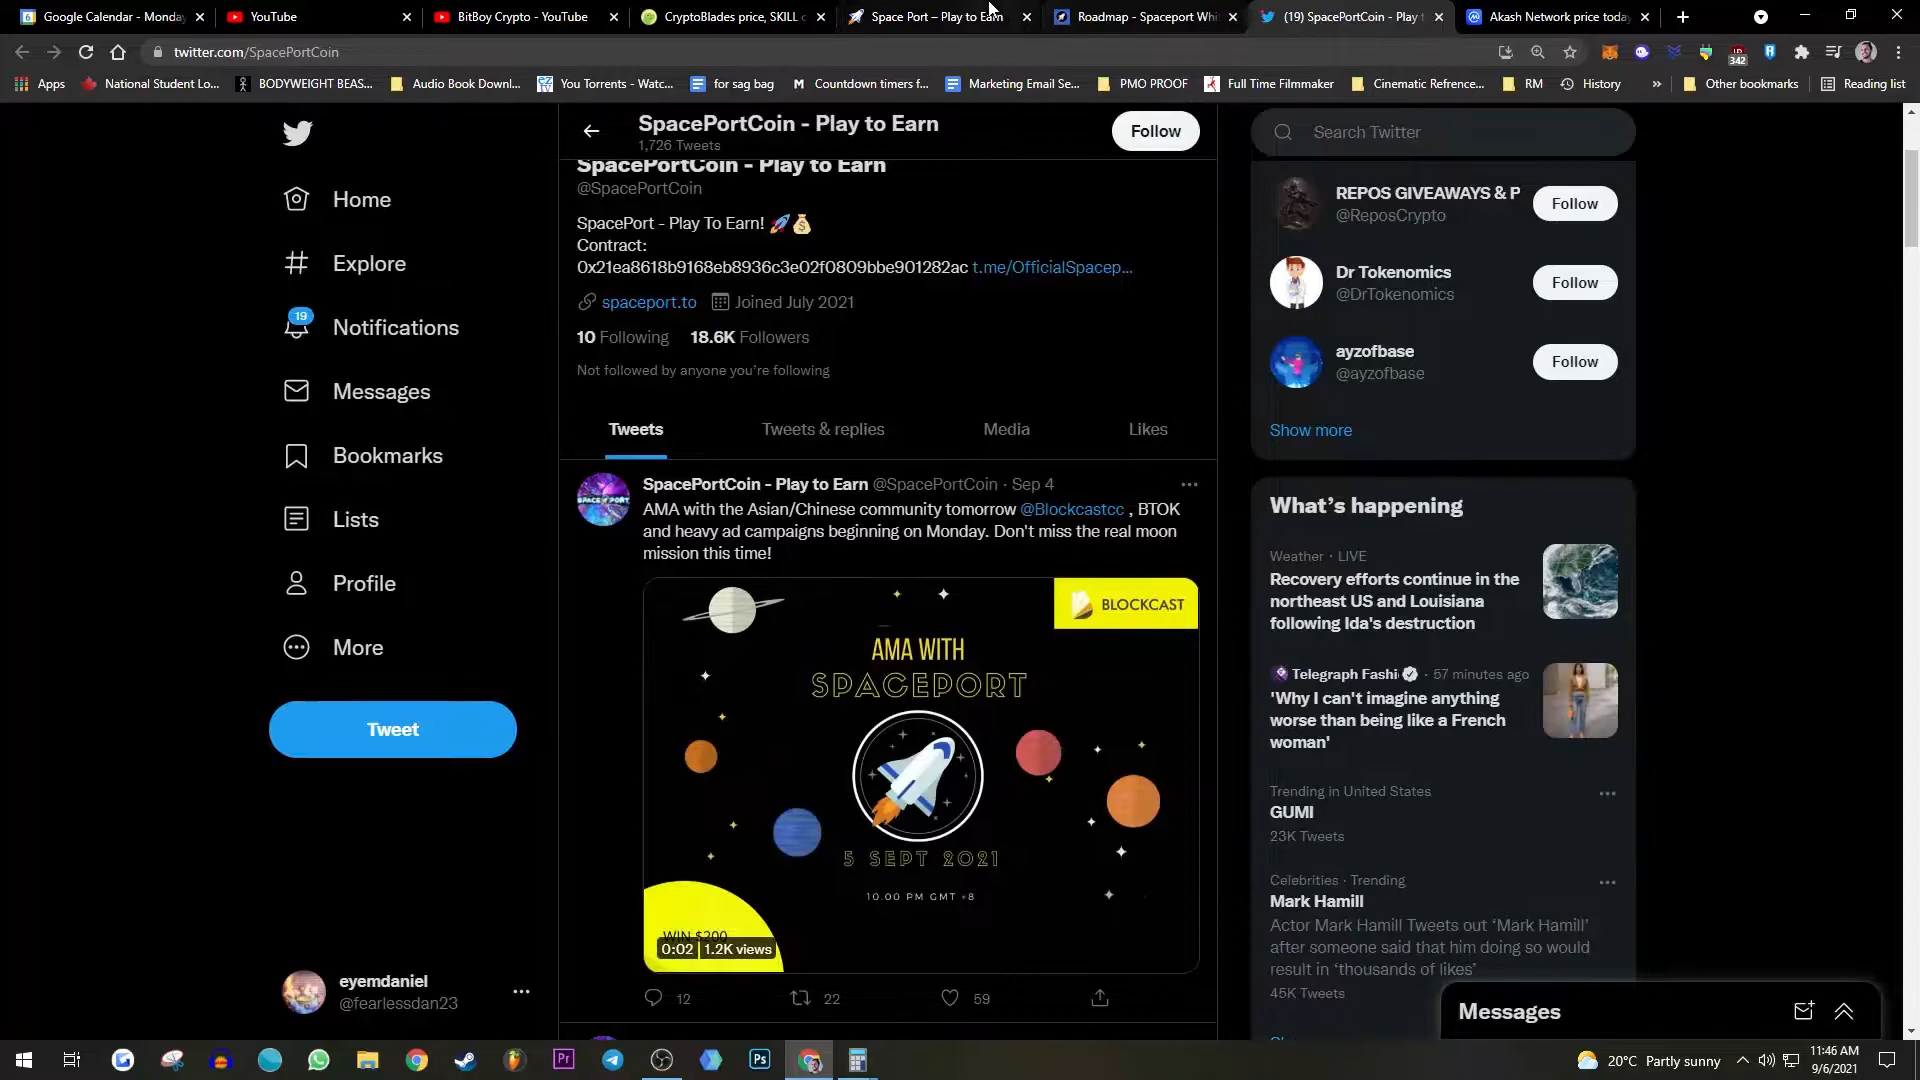 Google Calendar - Monday
YouTube
BitBoy Crypto - YouTube
CryptoBlades price, SKILL c
Space Port – Play to Earn
Roadmap - Spaceport Whi
(19) SpacePortCoin - Play t
Akash Network price today
twitter.com/SpacePortCoin
342
Apps
National Student Lo...
BODYWEIGHT BEAS...
Audio Book Downl...
You Torrents - Watc...
for sag bag
Countdown timers f...
Marketing Email Se...
PMO PROOF
Full Time Filmmaker
Cinematic Refrence...
RM
History
»
Other bookmarks
Reading list
Home
Explore
19
Notifications
Messages
Bookmarks
Lists
Profile
More
Tweet
eyemdaniel
@fearlessdan23
SpacePortCoin - Play to Earn
1,726 Tweets
Follow
SpacePortCoin - Play to Earn
@SpacePortCoin
SpacePort - Play To Earn! 🚀💰
Contract:
0x21ea8618b9168eb8936c3e02f0809bbe901282ac t.me/OfficialSpacep...
spaceport.to Joined July 2021
10 Following 18.6K Followers
Not followed by anyone you’re following
Tweets Tweets & replies Media Likes
SpacePortCoin - Play to Earn @SpacePortCoin · Sep 4
AMA with the Asian/Chinese community tomorrow @Blockcastcc , BTOK
and heavy ad campaigns beginning on Monday. Don't miss the real moon
mission this time!
BLOCKCAST
AMA WITH
SPACEPORT
5 SEPT 2021
10.00 PM GMT +8
WIN $200
0:02 1.2K views
12 22 59
Search Twitter
REPOS GIVEAWAYS & P
@ReposCrypto
Follow
Dr Tokenomics
@DrTokenomics
Follow
ayzofbase
@ayzofbase
Follow
Show more
What’s happening
Weather · LIVE
Recovery efforts continue in the
northeast US and Louisiana
following Ida's destruction
Telegraph Fashi · 57 minutes ago
'Why I can't imagine anything
worse than being like a French
woman'
Trending in United States
GUMI
23K Tweets
Celebrities · Trending
Mark Hamill
Actor Mark Hamill Tweets out ‘Mark Hamill’
after someone said that him doing so would
result in ‘thousands of likes’
45K Tweets
Messages
Pr
Ps
20°C Partly sunny
11:46 AM
9/6/2021